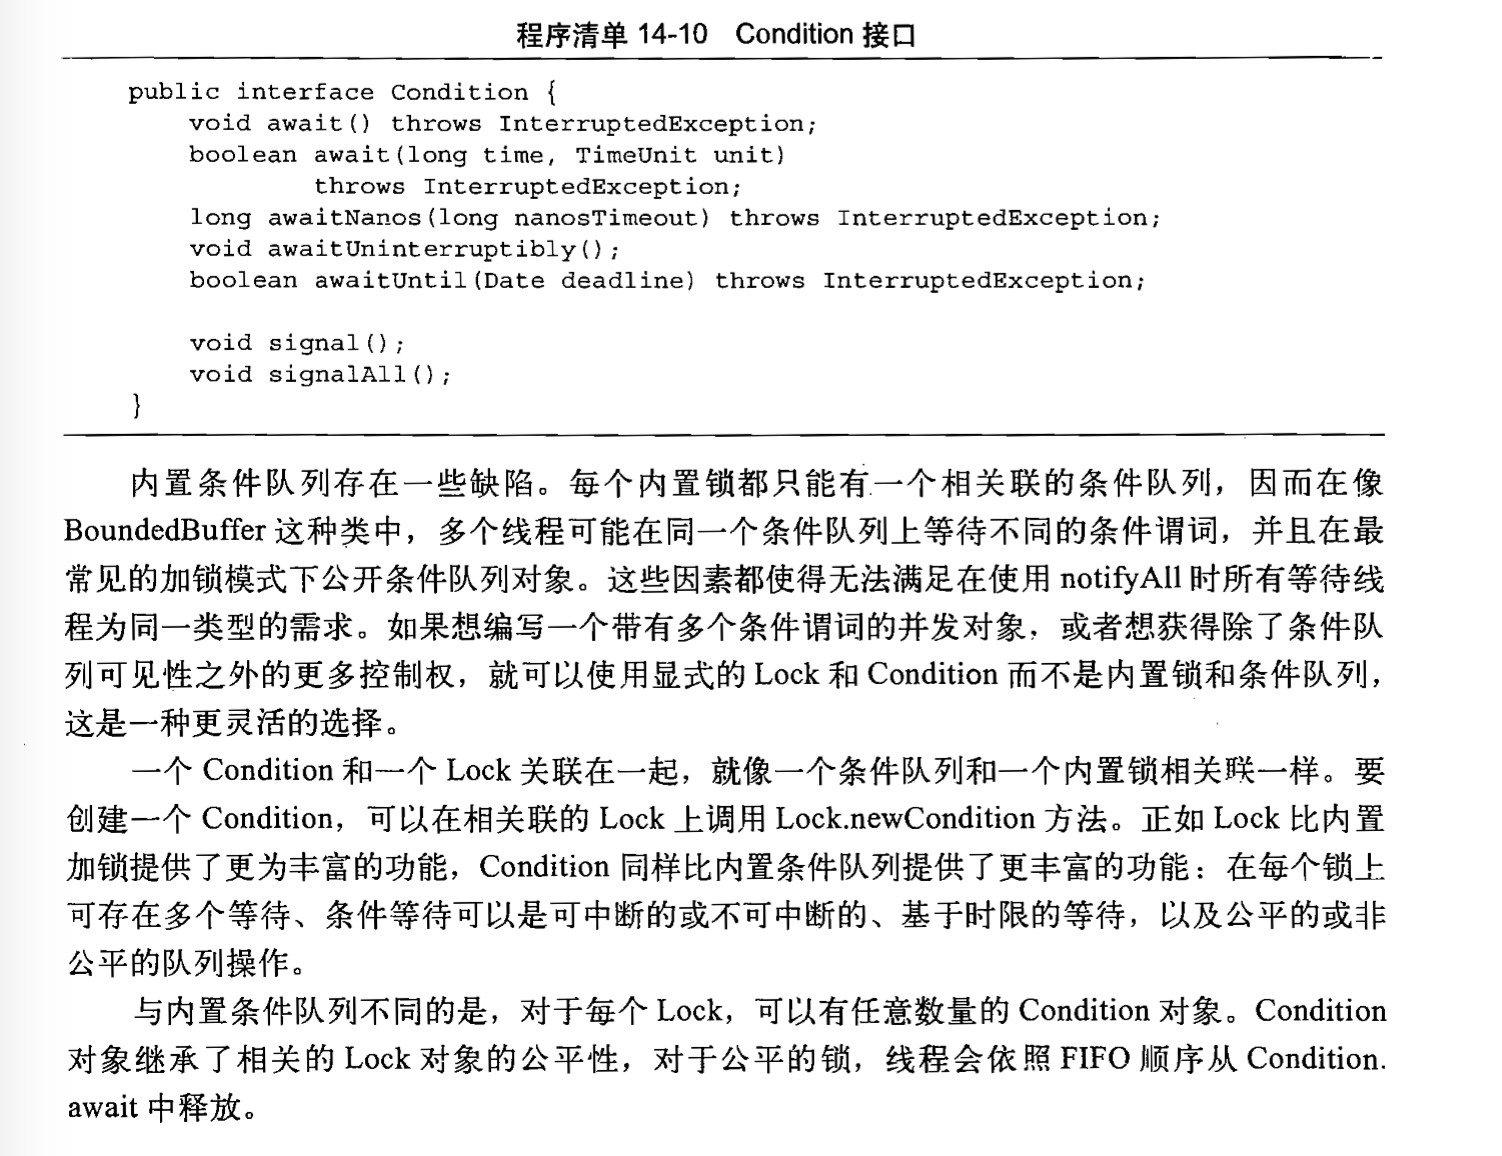 程序清单 14-10 Condition 接口
public interface Condition {
    void await() throws InterruptedException;
    boolean await(long time, TimeUnit unit)
            throws InterruptedException;
    long awaitNanos(long nanosTimeout) throws InterruptedException;
    void awaitUninterruptibly();
    boolean awaitUntil(Date deadline) throws InterruptedException;
    void signal();
    void signalAll();
}
内置条件队列存在一些缺陷。每个内置锁都只能有一个相关联的条件队列，因而在像
BoundedBuffer 这种类中，多个线程可能在同一个条件队列上等待不同的条件谓词，并且在最
常见的加锁模式下公开条件队列对象。这些因素都使得无法满足在使用 notifyAll 时所有等待线
程为同一类型的需求。如果想编写一个带有多个条件谓词的并发对象，或者想获得除了条件队
列可见性之外的更多控制权，就可以使用显式的 Lock 和 Condition 而不是内置锁和条件队列，
这是一种更灵活的选择。
一个 Condition 和一个 Lock 关联在一起，就像一个条件队列和一个内置锁相关联一样。要
创建一个 Condition，可以在相关联的 Lock 上调用 Lock.newCondition 方法。正如 Lock 比内置
加锁提供了更为丰富的功能，Condition 同样比内置条件队列提供了更丰富的功能：在每个锁上
可存在多个等待、条件等待可以是可中断的或不可中断的、基于时限的等待，以及公平的或非
公平的队列操作。
与内置条件队列不同的是，对于每个 Lock，可以有任意数量的 Condition 对象。Condition
对象继承了相关的 Lock 对象的公平性，对于公平的锁，线程会依照 FIFO 顺序从 Condition.
await 中释放。